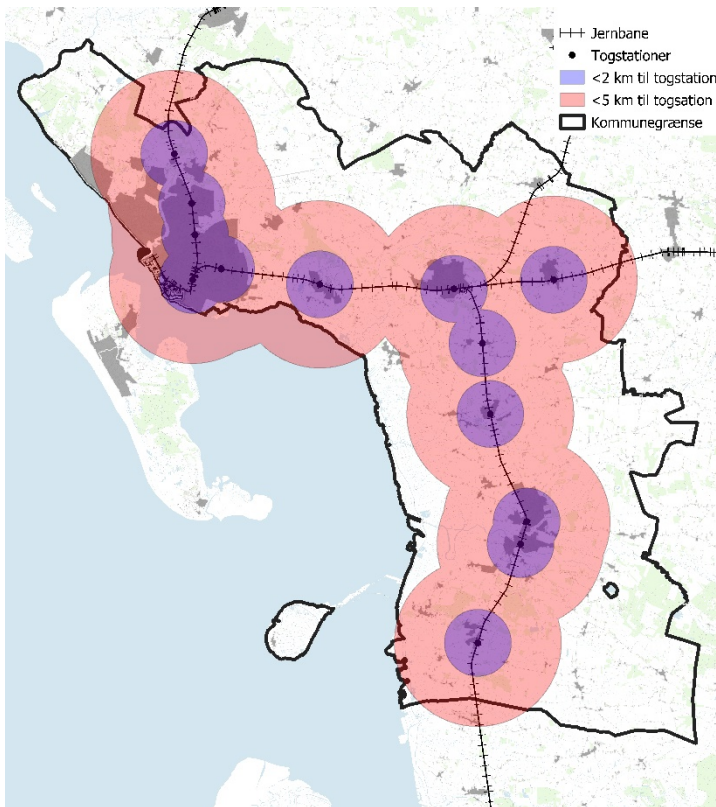 Jernbane
Togstationer
<2 km til togstation
<5 km til togsation
Kommunegrænse